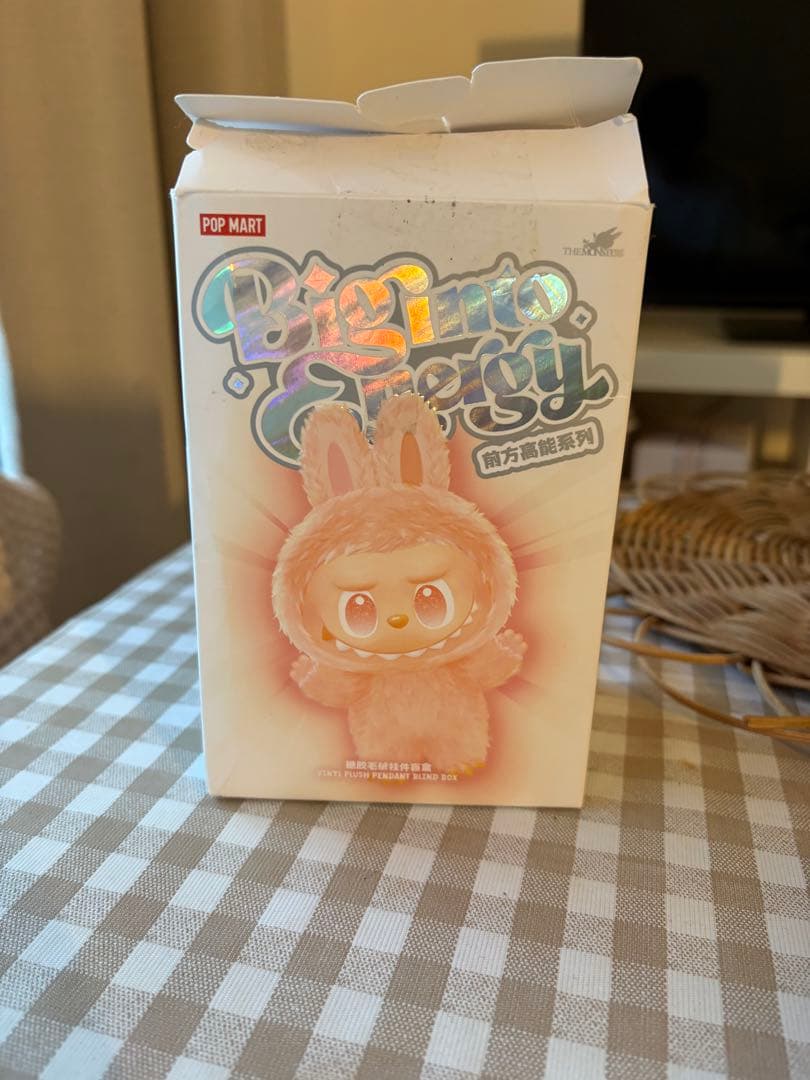 POP MART
THE MONSTERS
Big into
Energy
前方高能系列
搪胶毛绒挂件盲盒
VINYL PLUSH PENDANT BLIND BOX